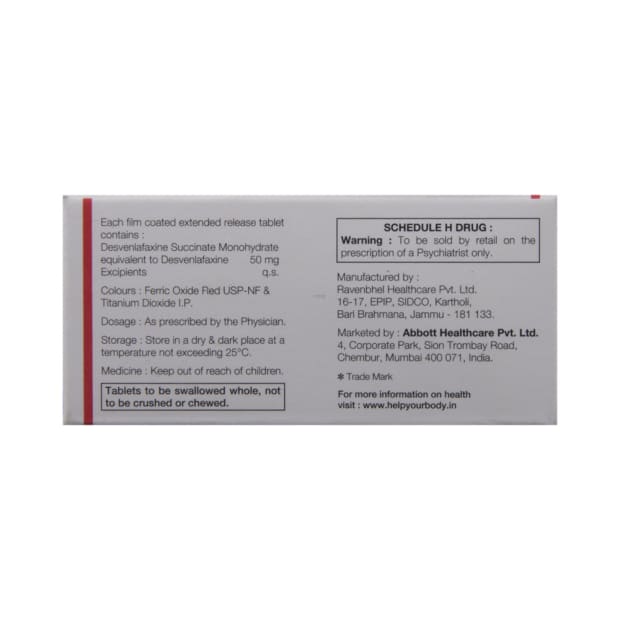 Each film coated extended release tablet
contains :
Desvenlafaxine Succinate Monohydrate
equivalent to Desvenlafaxine 50 mg
Excipients q.s.
Colours : Ferric Oxide Red USP-NF &
Titanium Dioxide I.P.
Dosage : As prescribed by the Physician.
Storage : Store in a dry & dark place at a
temperature not exceeding 25°C.
Medicine : Keep out of reach of children.
Tablets to be swallowed whole, not
to be crushed or chewed.
SCHEDULE H DRUG :
Warning : To be sold by retail on the
prescription of a Psychiatrist only.
Manufactured by :
Ravenbhel Healthcare Pvt. Ltd.
16-17, EPIP, SIDCO, Kartholi,
Bari Brahmana, Jammu - 181 133.
Marketed by : Abbott Healthcare Pvt. Ltd.
4, Corporate Park, Sion Trombay Road,
Chembur, Mumbai 400 071, India.
* Trade Mark
For more information on health
visit : www.helpyourbody.in